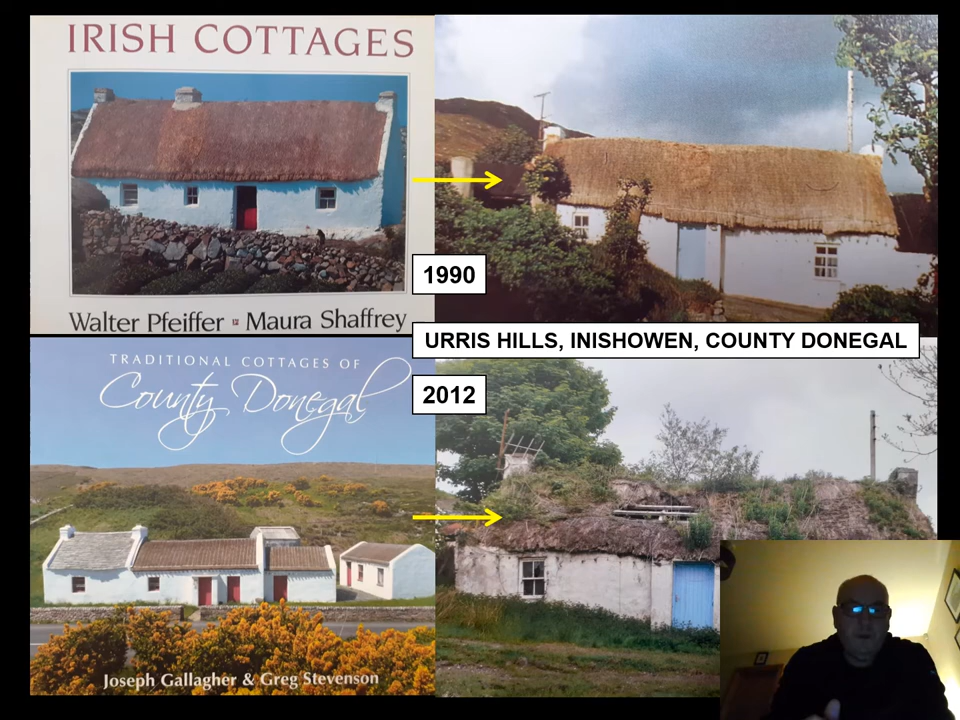 IRISH COTTAGES
Walter Pfeiffer ▪ Maura Shaffrey
1990
URRIS HILLS, INISHOWEN, COUNTY DONEGAL
2012
TRADITIONAL COTTAGES OF
County Donegal
Joseph Gallagher & Greg Stevenson